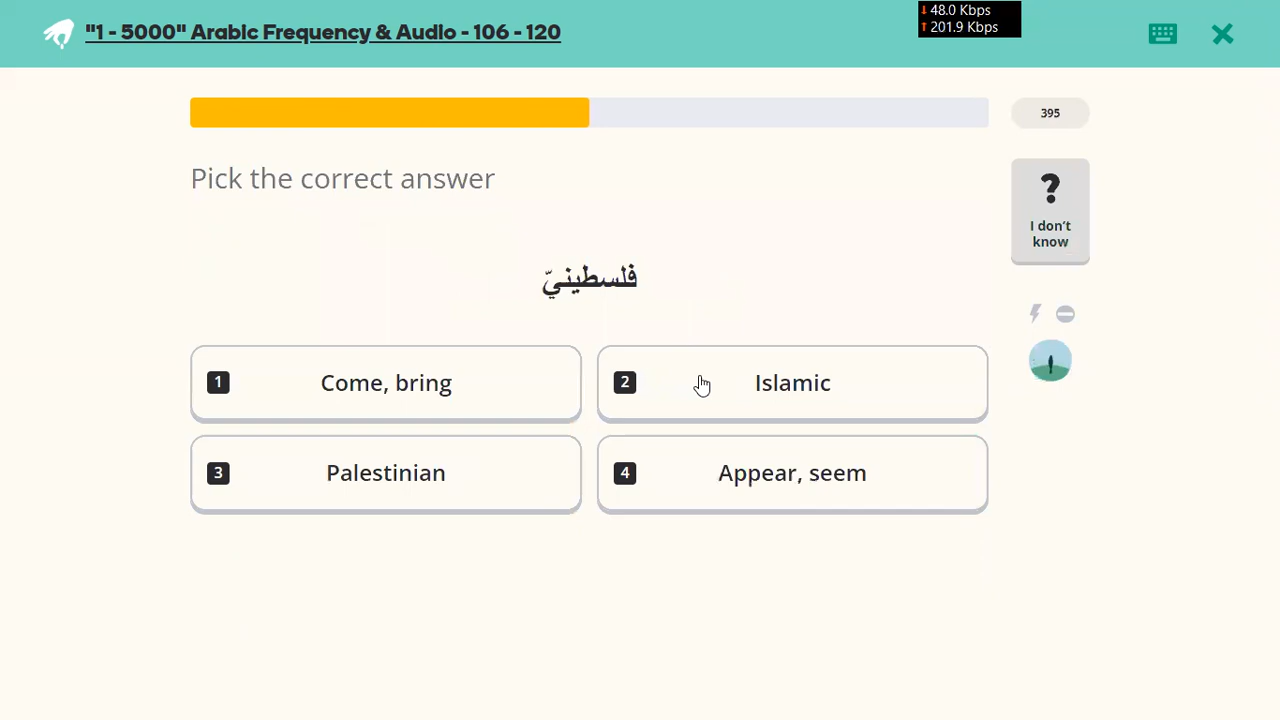 "1 - 5000" Arabic Frequency & Audio - 106 - 120
48.0 Kbps
201.9 Kbps
395
Pick the correct answer
?
I don't know
فلسطينيّ
1 Come, bring
2 Islamic
3 Palestinian
4 Appear, seem